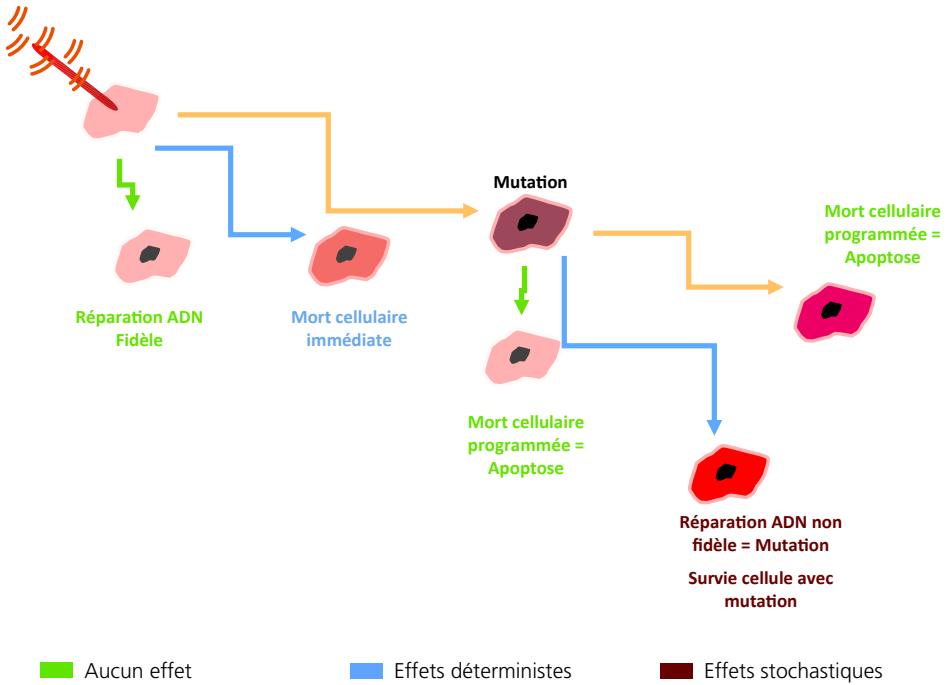 Mutation
Mort cellulaire
programmée =
Apoptose
Réparation ADN
Fidèle
Mort cellulaire
immédiate
Mort cellulaire
programmée =
Apoptose
Réparation ADN non
fidèle = Mutation
Survie cellule avec
mutation
Aucun effet
Effets déterministes
Effets stochastiques